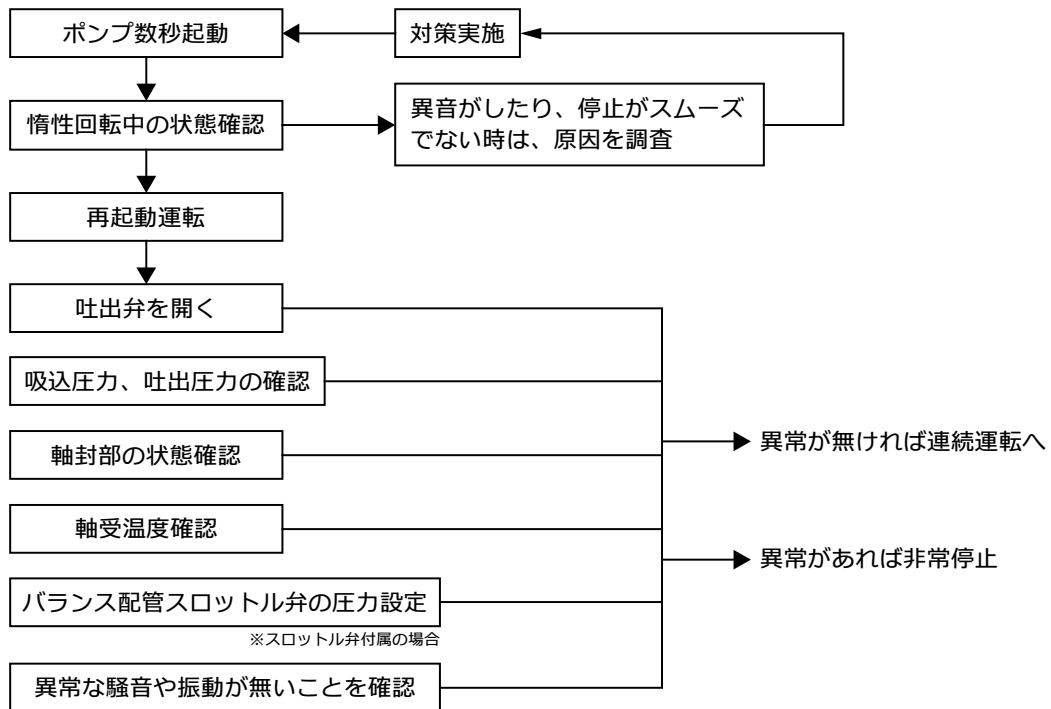 ポンプ数秒起動
対策実施
惰性回転中の状態確認
異音がしたり、停止がスムーズ
でない時は、原因を調査
再起動運転
吐出弁を開く
吸込圧力、吐出圧力の確認
異常が無ければ連続運転へ
軸封部の状態確認
軸受温度確認
異常があれば非常停止
バランス配管スロットル弁の圧力設定
※スロットル弁付属の場合
異常な騒音や振動が無いことを確認